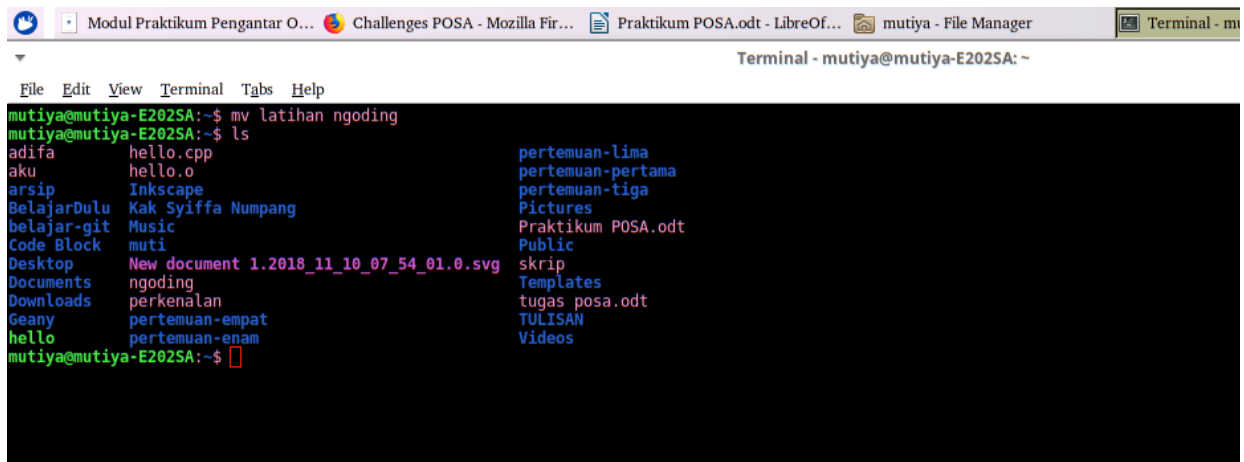 Modul Praktikum Pengantar O... Challenges POSA - Mozilla Fir... Praktikum POSA.odt - LibreOf... mutiya - File Manager Terminal - mu
Terminal - mutiya@mutiya-E202SA: ~
File Edit View Terminal Tabs Help
mutiya@mutiya-E202SA:~$ mv latihan ngoding
mutiya@mutiya-E202SA:~$ ls
adifa hello.cpp pertemuan-lima
aku hello.o pertemuan-pertama
arsip Inkscape pertemuan-tiga
BelajarDulu Kak Syiffa Numpang Pictures
belajar-git Music Praktikum POSA.odt
Code Block muti Public
Desktop New document 1.2018_11_10_07_54_01.0.svg skrip
Documents ngoding Templates
Downloads perkenalan tugas posa.odt
Geany pertemuan-empat TULISAN
hello pertemuan-enam Videos
mutiya@mutiya-E202SA:~$